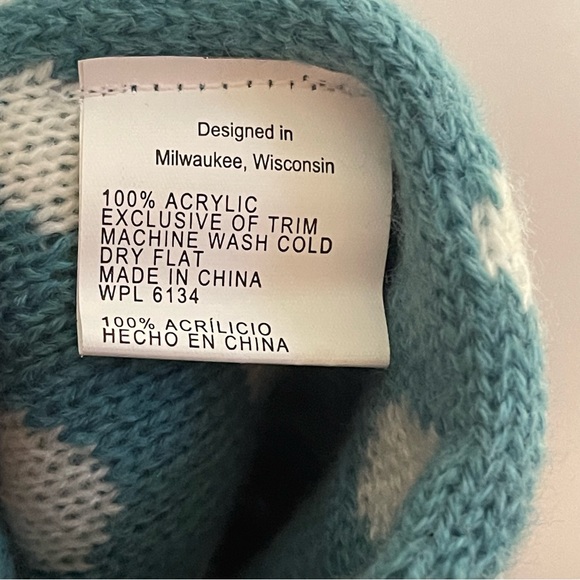 Designed in
Milwaukee, Wisconsin
100% ACRYLIC
EXCLUSIVE OF TRIM
MACHINE WASH COLD
DRY FLAT
MADE IN CHINA
WPL 6134
100% ACRÍLICIO
HECHO EN CHINA